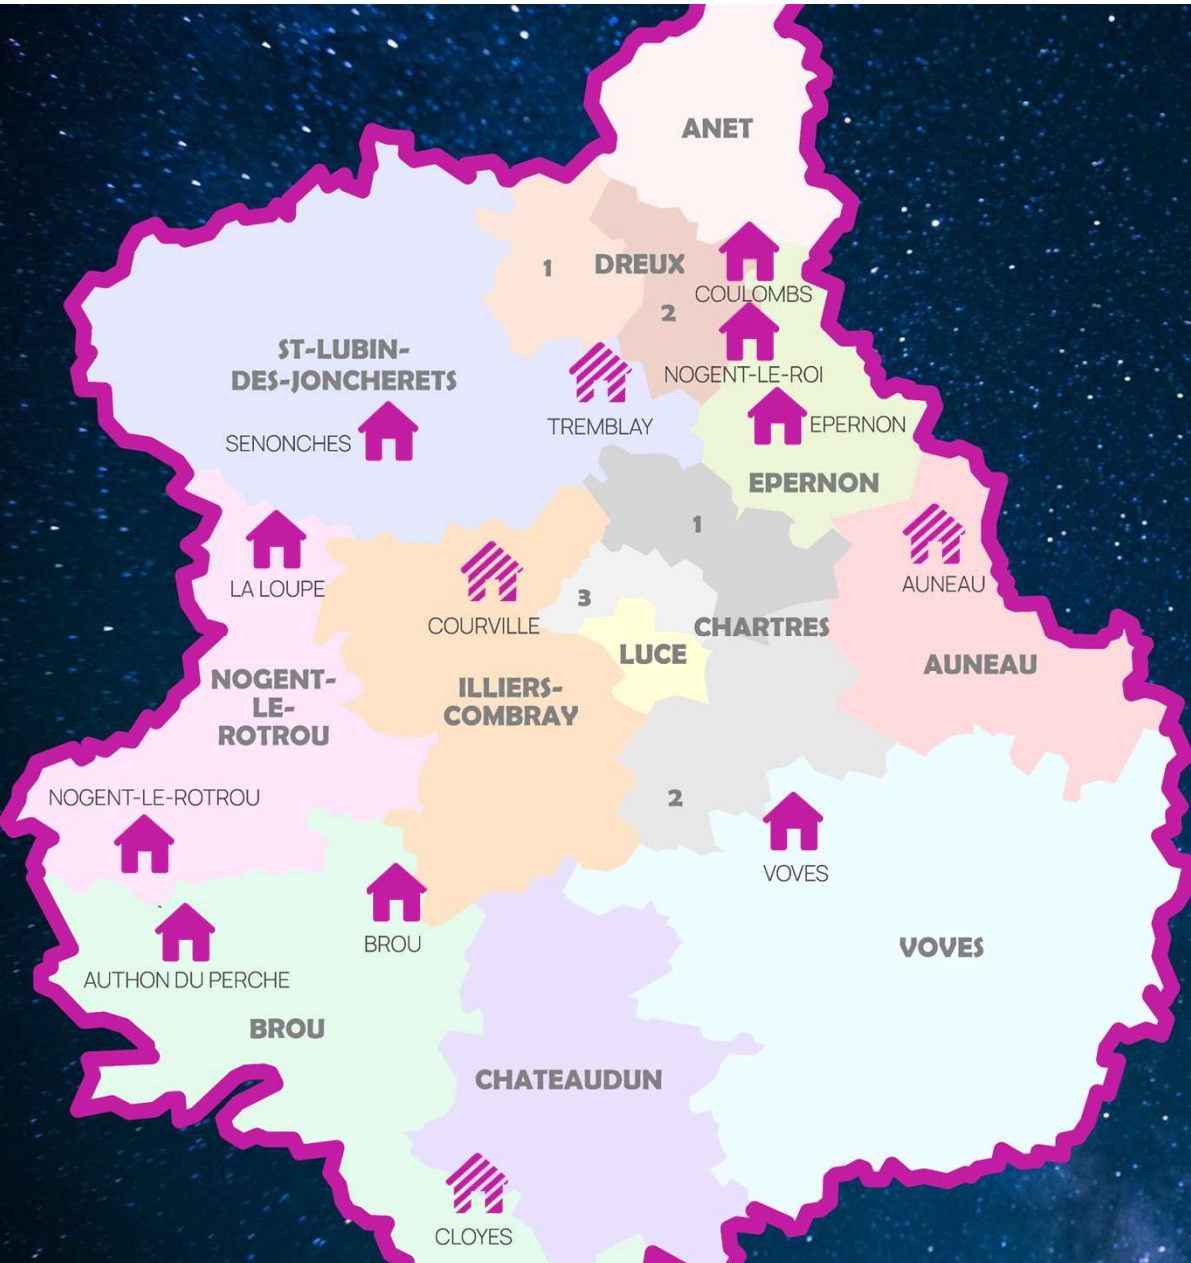 ANET
1
DREUX
2
COULOMBS
NOGENT-LE-ROI
ST-LUBIN-
DES-JONCHERETS
SENONCHES
TREMBLAY
EPERNON
EPERNON
1
AUNEAU
LA LOUPE
COURVILLE
3
CHARTRES
LUCE
AUNEAU
NOGENT-
LE-
ROTROU
ILLIERS-
COMBRAY
NOGENT-LE-ROTROU
2
VOVES
BROU
VOVES
AUTHON DU PERCHE
BROU
CHATEAUDUN
CLOYES